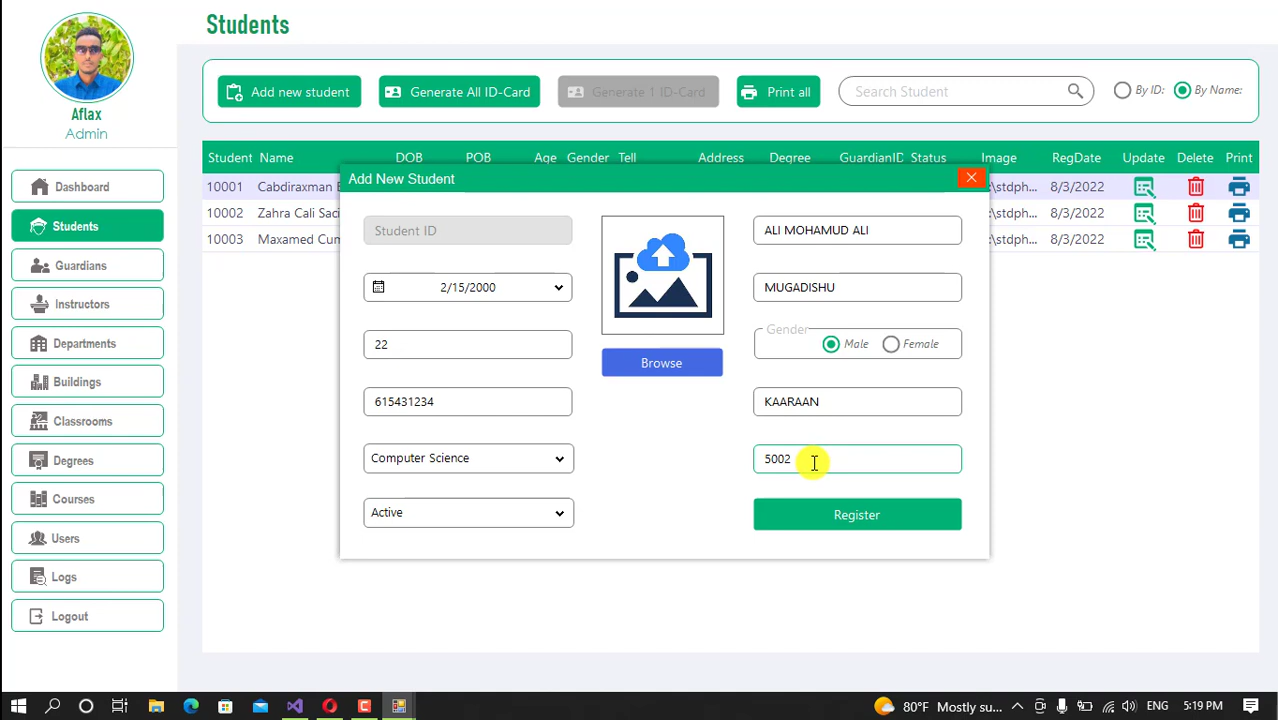 Students
Aflax
Admin
Dashboard
Students
Guardians
Instructors
Departments
Buildings
Classrooms
Degrees
Courses
Users
Logs
Logout
Add new student
Generate All ID-Card
Generate 1 ID-Card
Print all
Search Student
By ID:
By Name:
Student Name DOB POB Age Gender Tell Address Degree GuardianID Status Image RegDate Update Delete Print
10001 Cabdiraxman :\stdph... 8/3/2022
10002 Zahra Cali Saci :\stdph... 8/3/2022
10003 Maxamed Cum :\stdph... 8/3/2022
Add New Student
Student ID
2/15/2000
22
615431234
Computer Science
Active
Browse
ALI MOHAMUD ALI
MUGADISHU
Gender
Male
Female
KAARAAN
5002
Register
80°F Mostly su...
ENG
5:19 PM